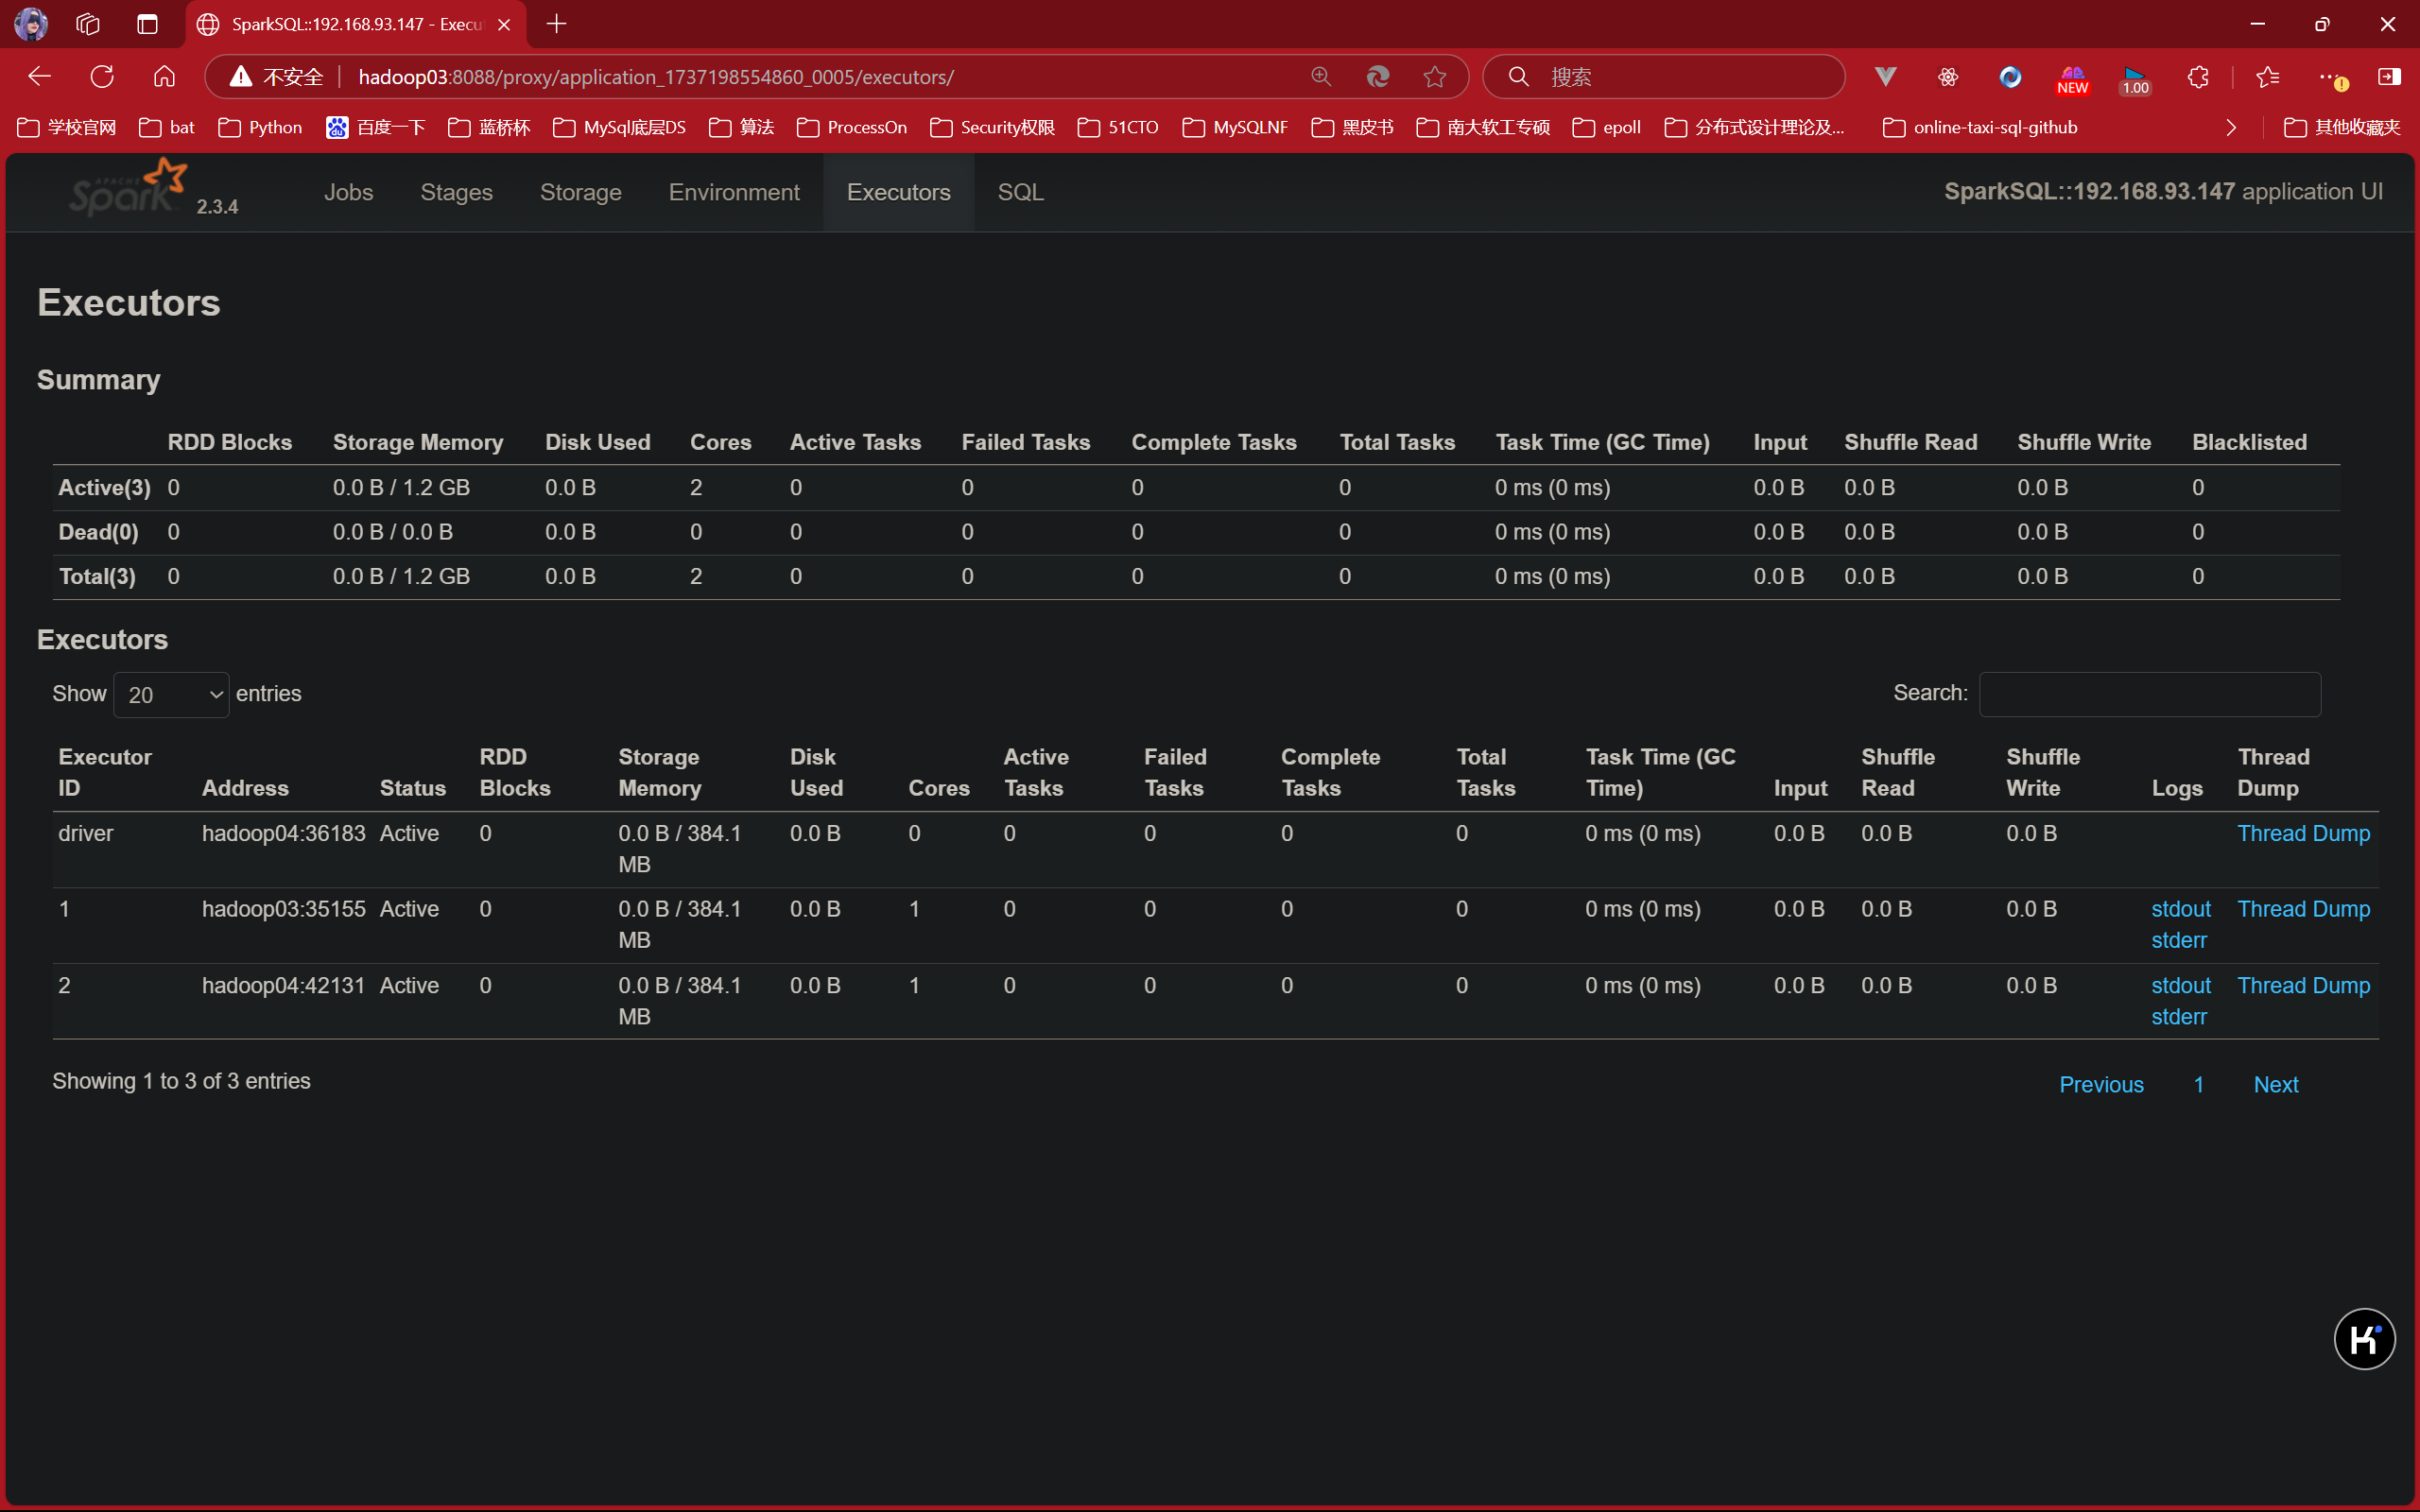 SparkSQL::192.168.93.147 - Execu
不安全 hadoop03:8088/proxy/application_1737198554860_0005/executors/ 搜索 NEW 1.00
学校官网 bat Python 百度一下 蓝桥杯 MySql底层DS 算法 ProcessOn Security权限 51CTO MySQLNF 黑皮书 南大软工专硕 epoll 分布式设计理论及... online-taxi-sql-github 其他收藏夹
APACHE Spark 2.3.4 Jobs Stages Storage Environment Executors SQL SparkSQL::192.168.93.147 application UI
Executors
Summary
RDD Blocks Storage Memory Disk Used Cores Active Tasks Failed Tasks Complete Tasks Total Tasks Task Time (GC Time) Input Shuffle Read Shuffle Write Blacklisted
Active(3) 0 0.0 B / 1.2 GB 0.0 B 2 0 0 0 0 0 ms (0 ms) 0.0 B 0.0 B 0.0 B 0
Dead(0) 0 0.0 B / 0.0 B 0.0 B 0 0 0 0 0 0 ms (0 ms) 0.0 B 0.0 B 0.0 B 0
Total(3) 0 0.0 B / 1.2 GB 0.0 B 2 0 0 0 0 0 ms (0 ms) 0.0 B 0.0 B 0.0 B 0
Executors
Show 20 entries Search:
Executor RDD Storage Disk Active Failed Complete Total Task Time (GC Shuffle Shuffle Thread
ID Address Status Blocks Memory Used Cores Tasks Tasks Tasks Tasks Time) Input Read Write Logs Dump
driver hadoop04:36183 Active 0 0.0 B / 384.1 0.0 B 0 0 0 0 0 0 ms (0 ms) 0.0 B 0.0 B 0.0 B Thread Dump
MB
1 hadoop03:35155 Active 0 0.0 B / 384.1 0.0 B 1 0 0 0 0 0 ms (0 ms) 0.0 B 0.0 B 0.0 B stdout Thread Dump
MB stderr
2 hadoop04:42131 Active 0 0.0 B / 384.1 0.0 B 1 0 0 0 0 0 ms (0 ms) 0.0 B 0.0 B 0.0 B stdout Thread Dump
MB stderr
Showing 1 to 3 of 3 entries Previous 1 Next
K